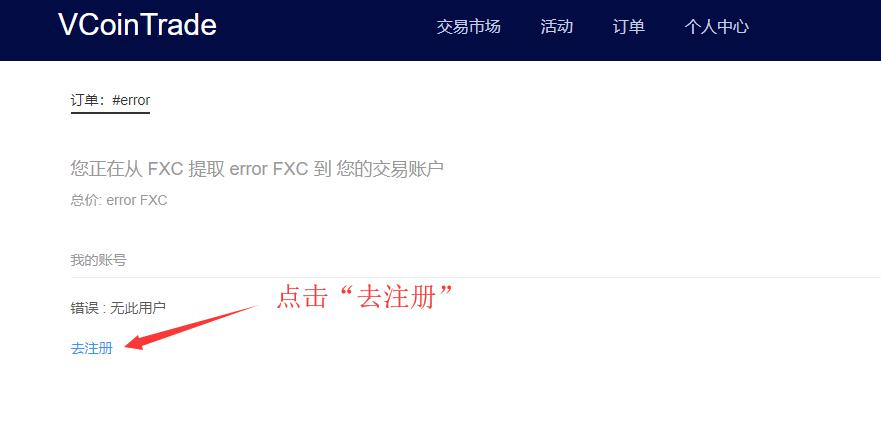 VCoinTrade 交易市场 活动 订单 个人中心
订单：#error
您正在从 FXC 提取 error FXC 到 您的交易账户
总价: error FXC
我的账号
点击“去注册”
错误 : 无此用户
去注册